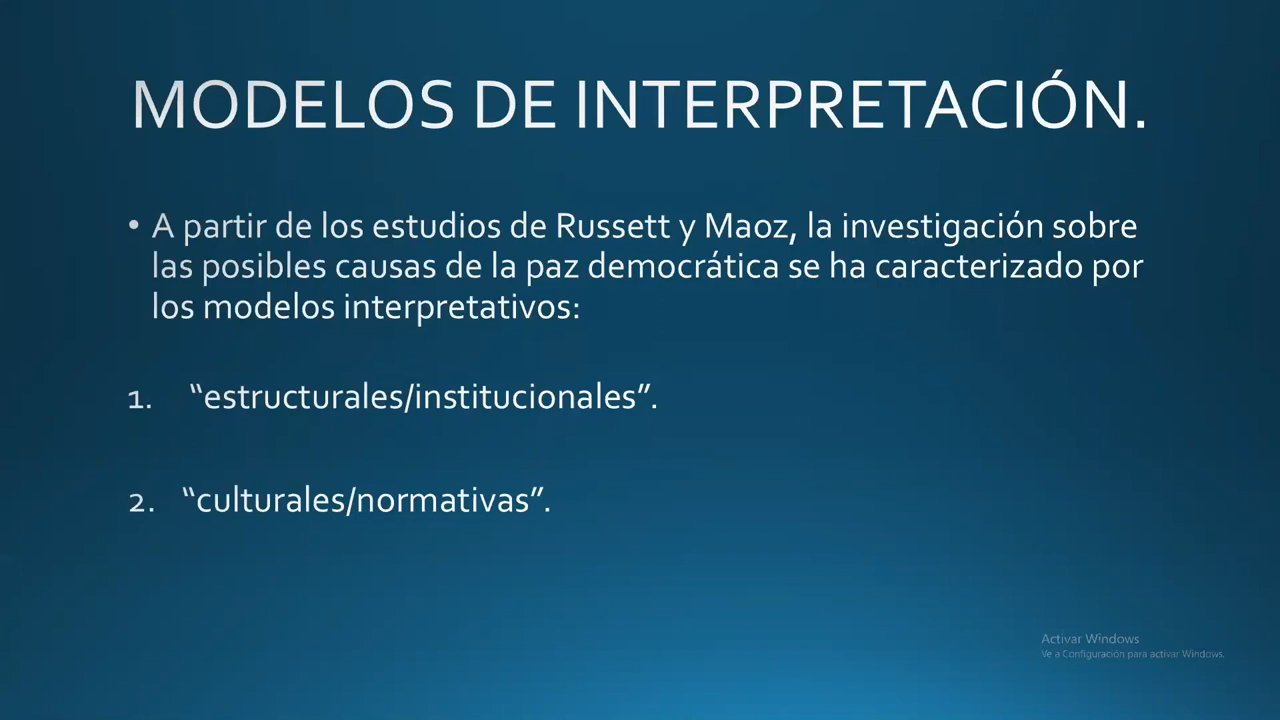 MODELOS DE INTERPRETACIÓN.
• A partir de los estudios de Russett y Maoz, la investigación sobre
las posibles causas de la paz democrática se ha caracterizado por
los modelos interpretativos:
1. “estructurales/institucionales”.
2. “culturales/normativas”.
Activar Windows
Ve a Configuración para activar Windows.